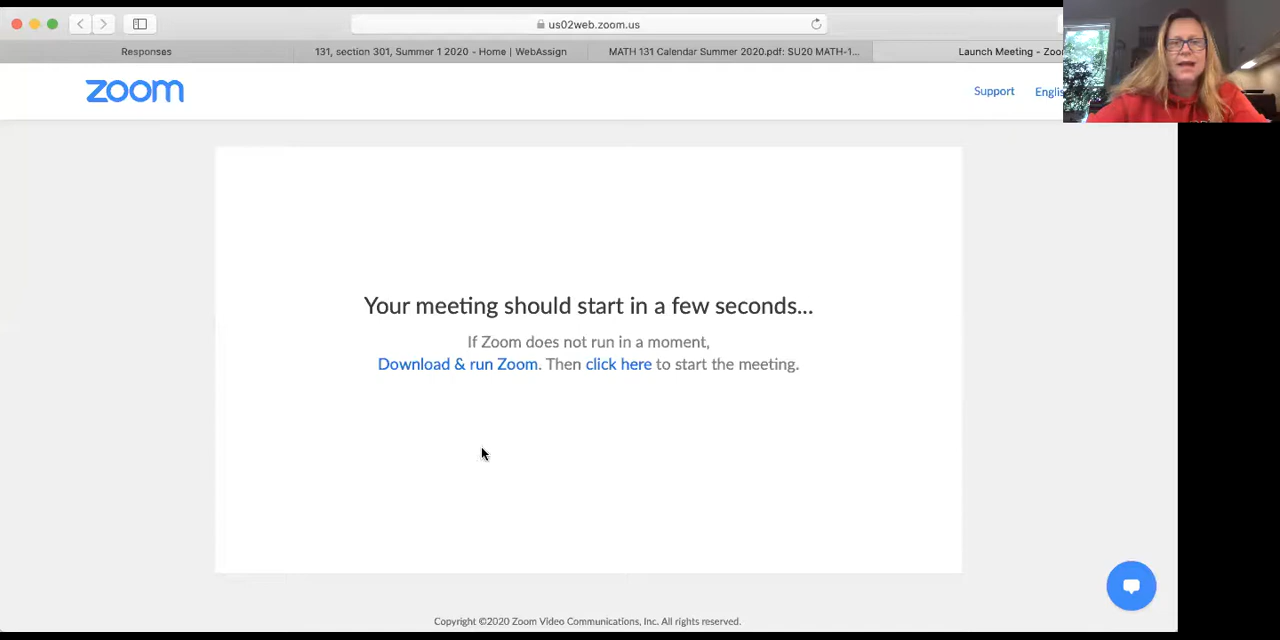 us02web.zoom.us
Responses
131, section 301, Summer 1 2020 - Home | WebAssign
MATH 131 Calendar Summer 2020.pdf: SU20 MATH-1...
Launch Meeting - Zoo
zoom
Support
Englis
Your meeting should start in a few seconds...
If Zoom does not run in a moment,
Download & run Zoom. Then click here to start the meeting.
Copyright ©2020 Zoom Video Communications, Inc. All rights reserved.